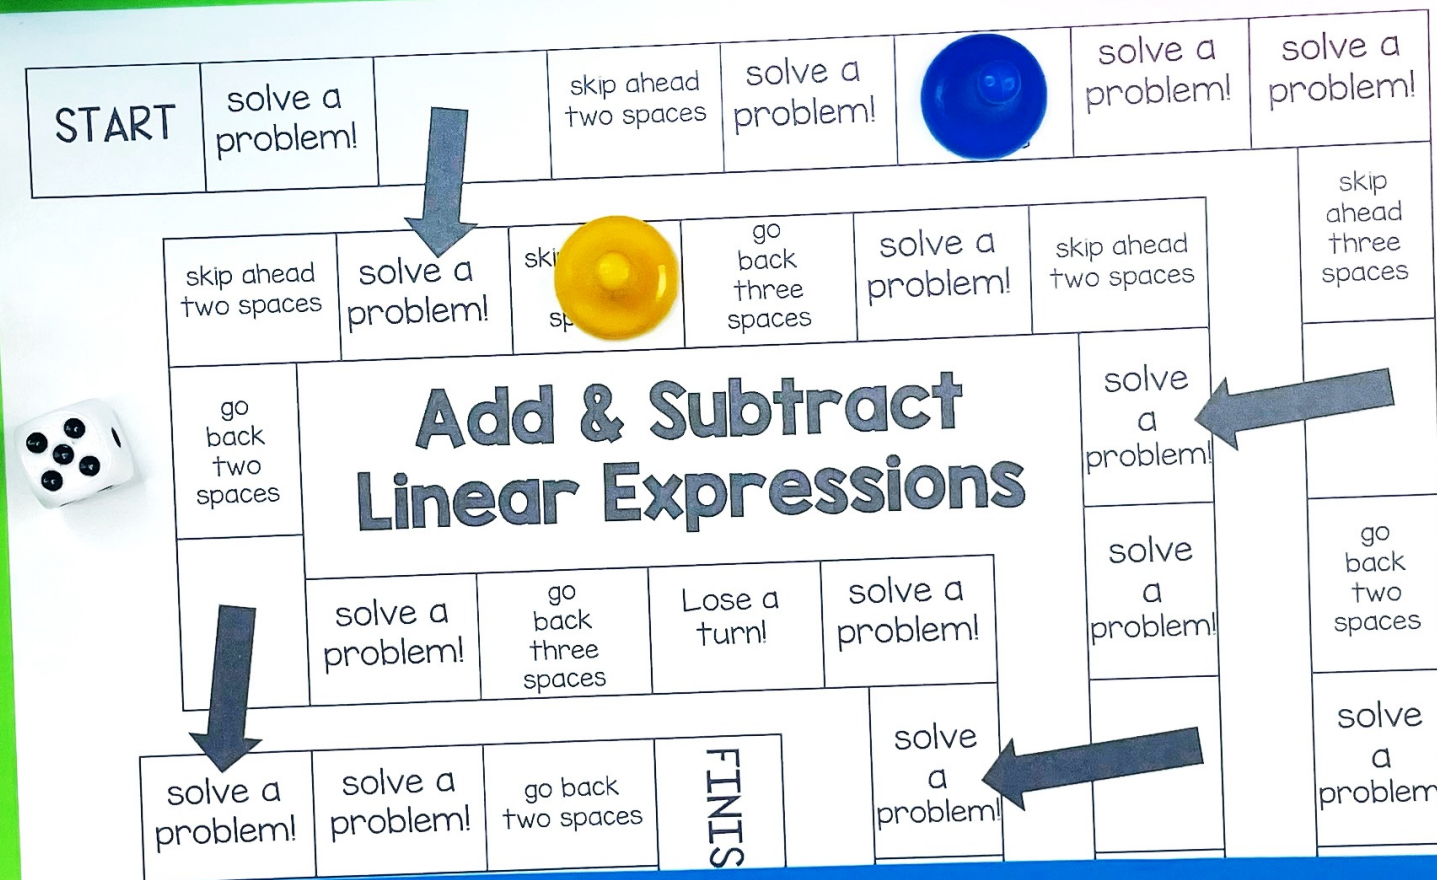 START
solve a
problem!
skip ahead
two spaces
solve a
problem!
solve a
problem!
solve a
problem!
skip
ahead
three
spaces
skip ahead
two spaces
solve a
problem!
go
back
three
spaces
solve a
problem!
skip ahead
two spaces
go
back
two
spaces
Add & Subtract
Linear Expressions
solve
a
problem!
solve
a
problem!
go
back
two
spaces
solve a
problem!
go
back
three
spaces
Lose a
turn!
solve a
problem!
solve
a
problem!
solve
a
problem
solve a
problem!
solve a
problem!
go back
two spaces
FINIS